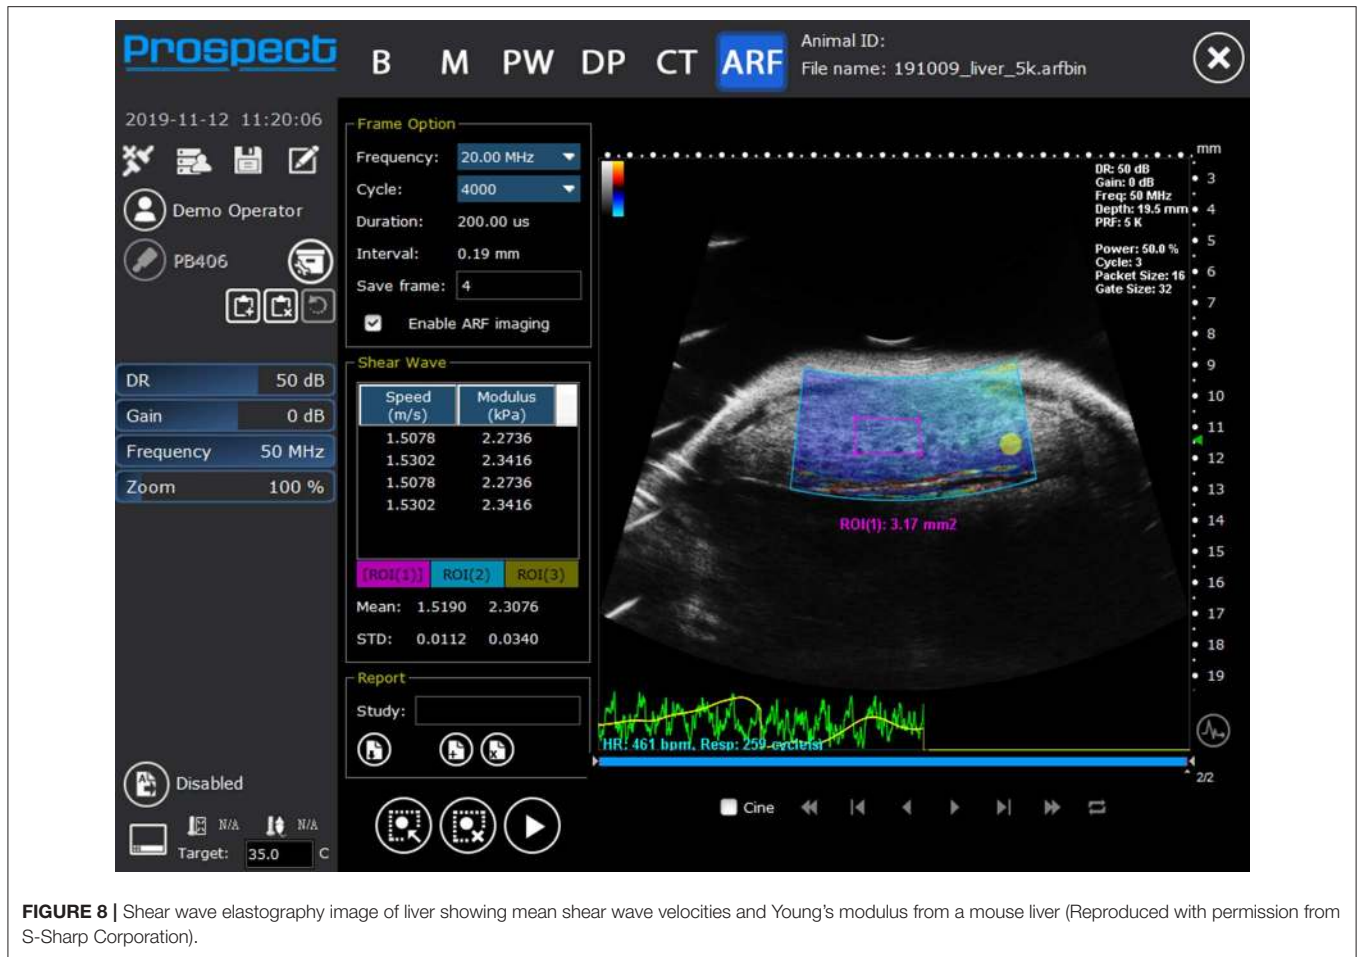 Prospect
B M PW DP CT ARF
Animal ID:
File name: 191009_liver_5k.arfbin
2019-11-12 11:20:06
Demo Operator
PB406
DR 50 dB
Gain 0 dB
Frequency 50 MHz
Zoom 100 %
Disabled
N/A N/A
Target: 35.0 C
Frame Option
Frequency: 20.00 MHz
Cycle: 4000
Duration: 200.00 us
Interval: 0.19 mm
Save frame: 4
Enable ARF imaging
Shear Wave
Speed Modulus
(m/s) (kPa)
1.5078 2.2736
1.5302 2.3416
1.5078 2.2736
1.5302 2.3416
[ROI(1)] ROI(2) ROI(3)
Mean: 1.5190 2.3076
STD: 0.0112 0.0340
Report
Study:
mm
DR: 50 dB
Gain: 0 dB
Freq: 50 MHz
Depth: 19.5 mm
PRF: 5 K
Power: 50.0 %
Cycle: 3
Packet Size: 16
Gate Size: 32
3
4
5
6
7
8
9
10
11
12
13
14
15
16
17
18
19
ROI(1): 3.17 mm2
HR: 461 bpm, Resp: 259 cycle(s)
2/2
Cine
FIGURE 8 | Shear wave elastography image of liver showing mean shear wave velocities and Young's modulus from a mouse liver (Reproduced with permission from
S-Sharp Corporation).